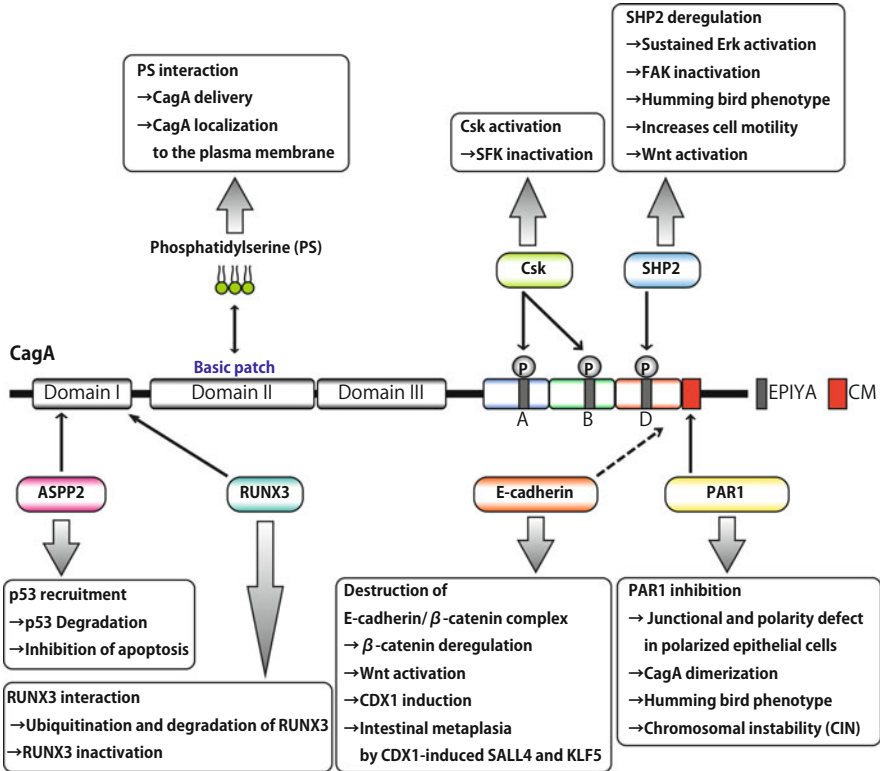 SHP2 deregulation
→Sustained Erk activation
→FAK inactivation
→Humming bird phenotype
→Increases cell motility
→Wnt activation
PS interaction
→CagA delivery
→CagA localization
to the plasma membrane
Csk activation
→SFK inactivation
Phosphatidylserine (PS)
Csk
SHP2
CagA
Basic patch
P
P
P
Domain I
Domain II
Domain III
EPIYA
CM
A
B
D
ASPP2
RUNX3
E-cadherin
PAR1
p53 recruitment
→p53 Degradation
→Inhibition of apoptosis
RUNX3 interaction
→Ubiquitination and degradation of RUNX3
→RUNX3 inactivation
Destruction of
E-cadherin/ β-catenin complex
→ β-catenin deregulation
→Wnt activation
→CDX1 induction
→Intestinal metaplasia
by CDX1-induced SALL4 and KLF5
PAR1 inhibition
→ Junctional and polarity defect
in polarized epithelial cells
→CagA dimerization
→Humming bird phenotype
→Chromosomal instability (CIN)